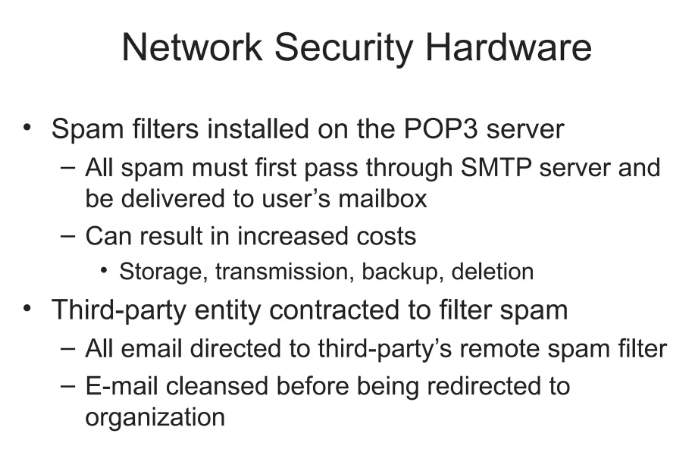 Network Security Hardware
• Spam filters installed on the POP3 server
– All spam must first pass through SMTP server and
be delivered to user's mailbox
– Can result in increased costs
• Storage, transmission, backup, deletion
• Third-party entity contracted to filter spam
– All email directed to third-party's remote spam filter
– E-mail cleansed before being redirected to
organization